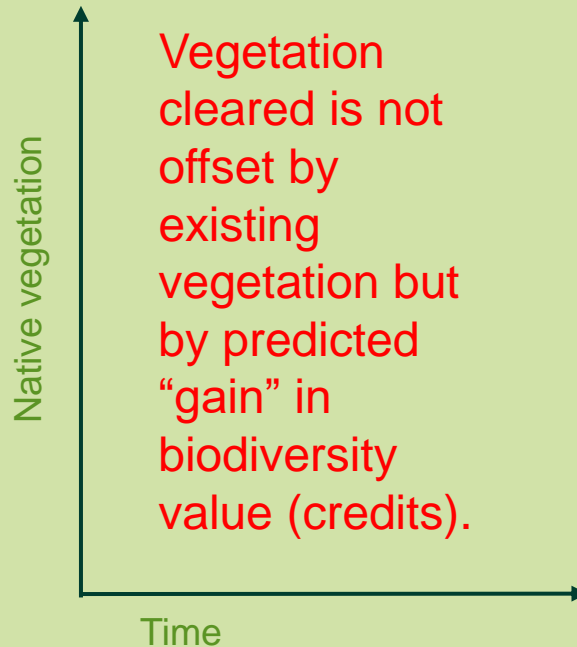 Native vegetation
Vegetation
cleared is not
offset by
existing
vegetation but
by predicted
“gain” in
biodiversity
value (credits).
Time